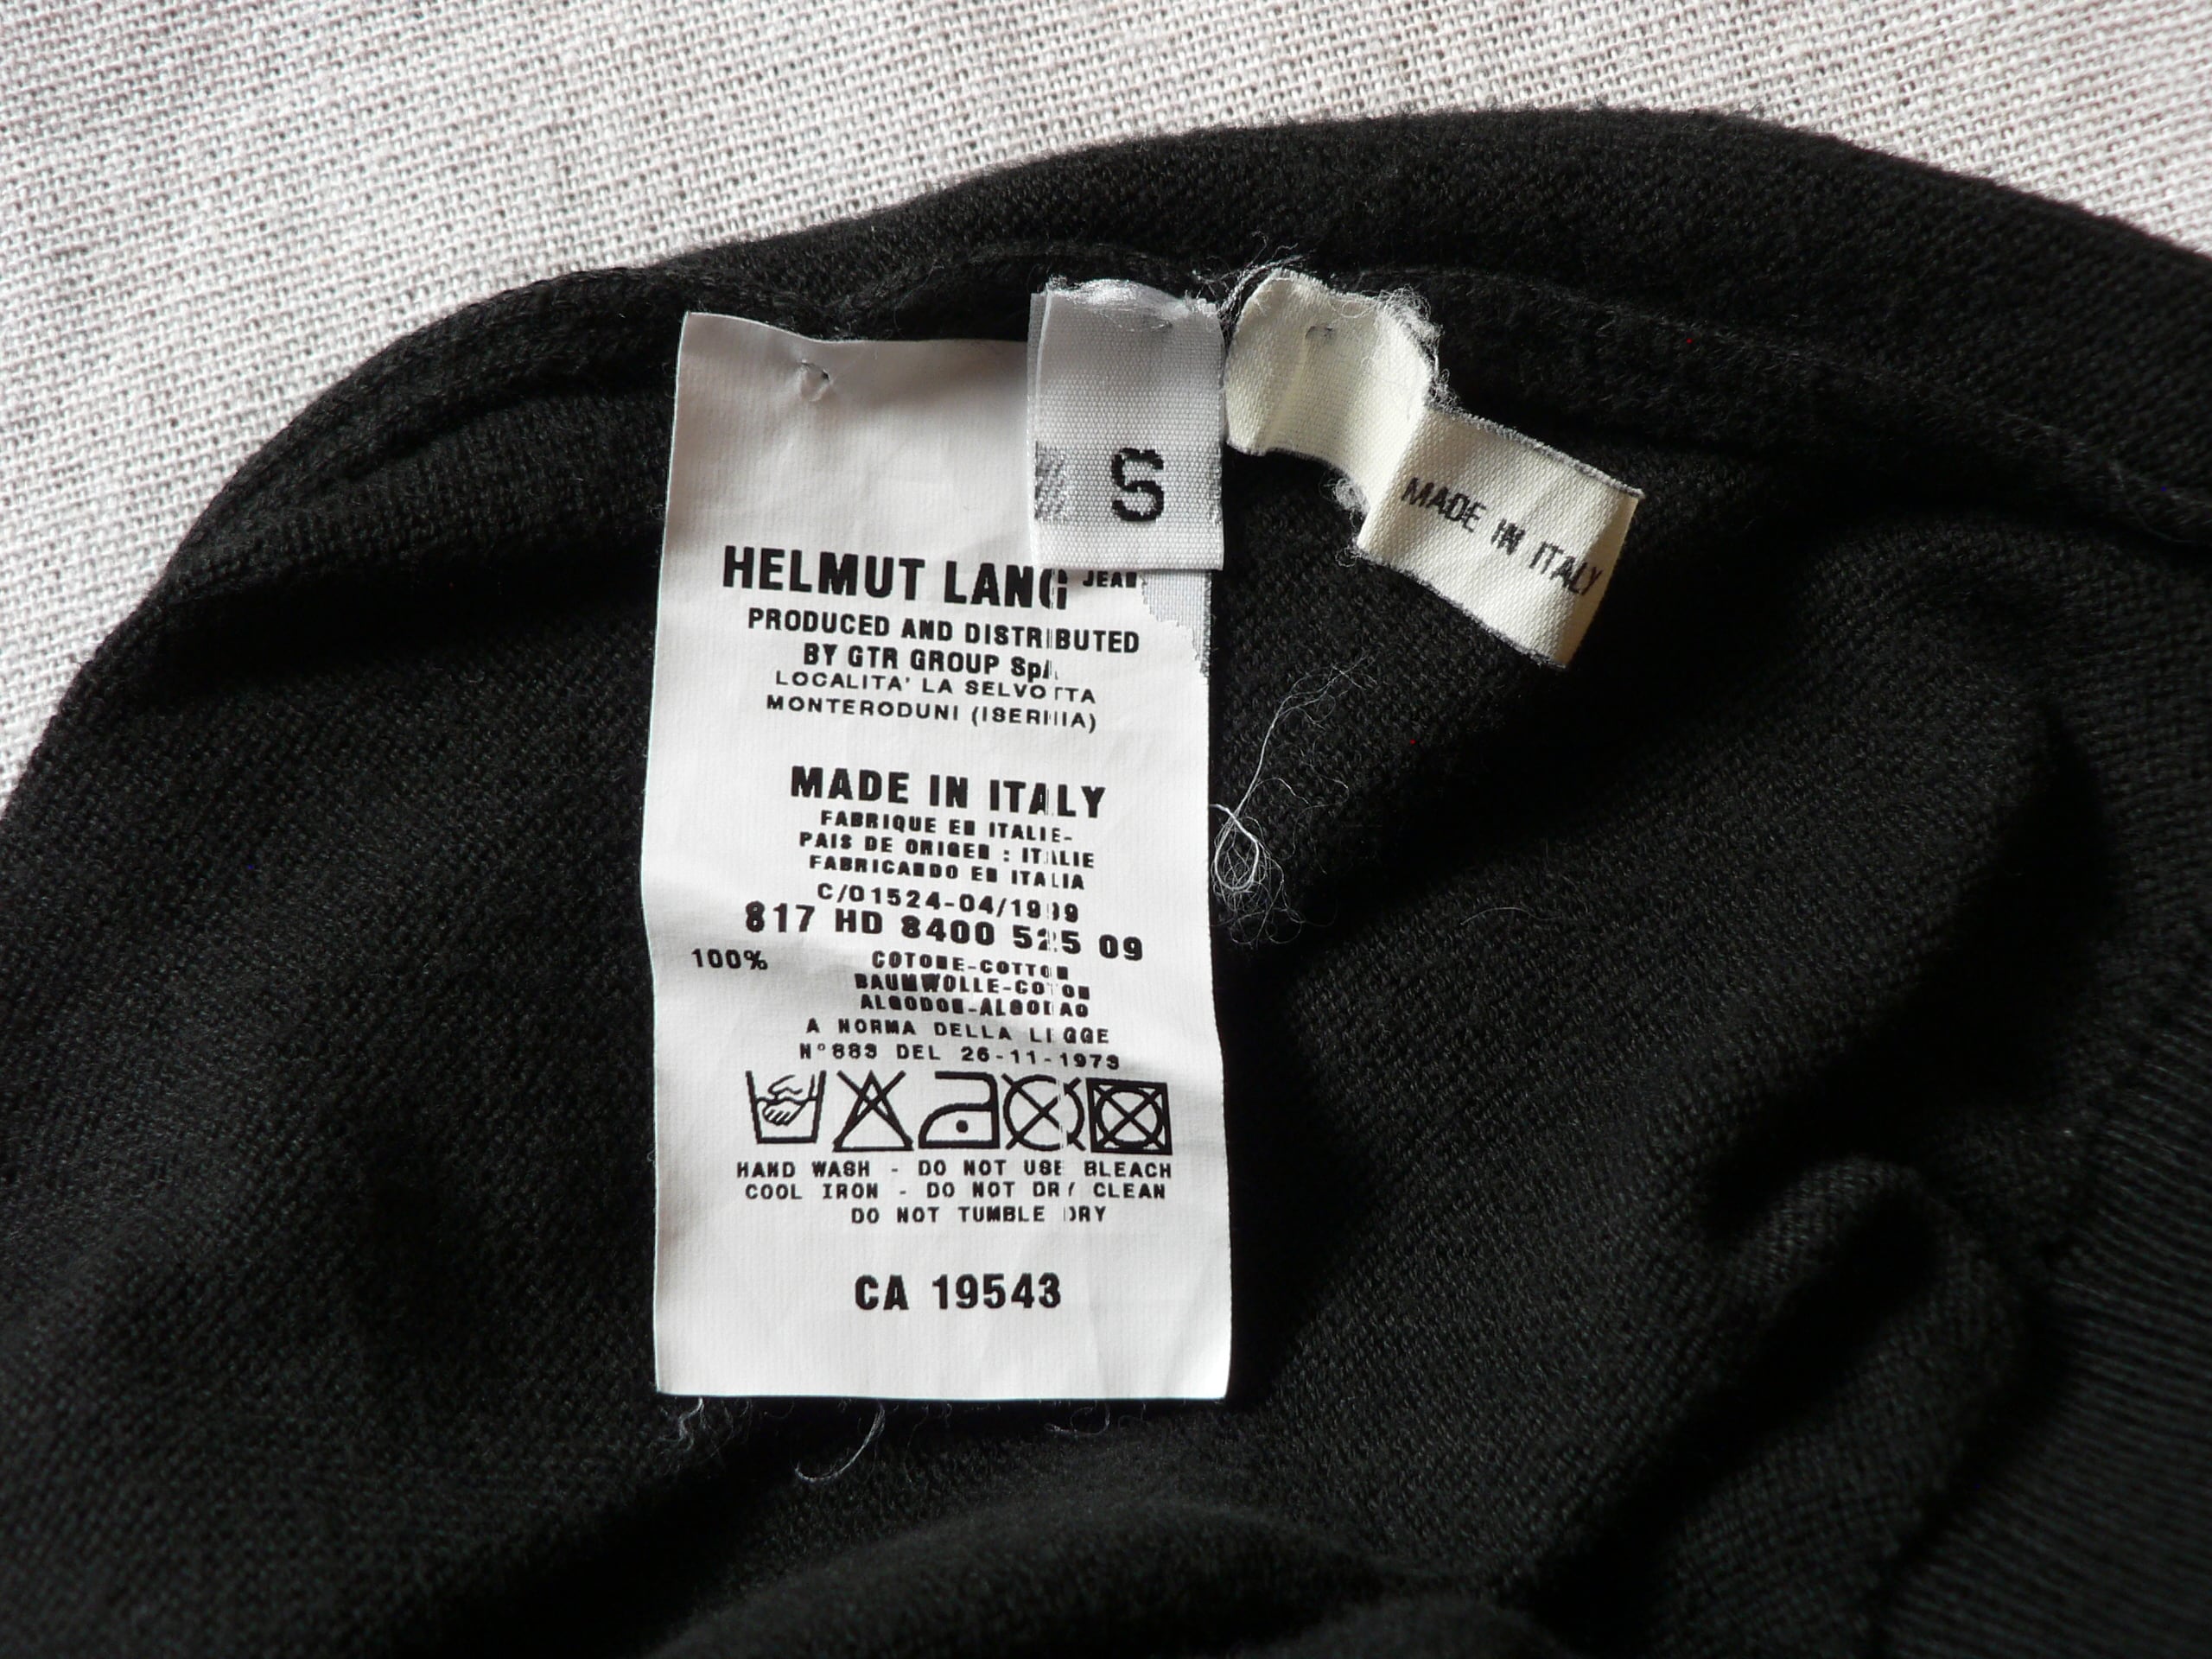 S
MADE IN ITALY
HELMUT LANG
PRODUCED AND DISTRIBUTED
BY GTR GROUP SpA
LOCALITA' LA SELVOTTA
MONTERODUNI (ISERNIA)
MADE IN ITALY
FABRIQUE EN ITALIE-
PAIS DE ORIGEN : ITALIE
FABRICANDO EN ITALIA
C/01524-04/1999
817 HD 8400 525 09
100% COTONE-COTTON
BAUMWOLLE-COTON
ALGODON-ALGODAO
A NORMA DELLA LEGGE
N°883 DEL 26-11-1973
HAND WASH - DO NOT USE BLEACH
COOL IRON - DO NOT DRY CLEAN
DO NOT TUMBLE DRY
CA 19543